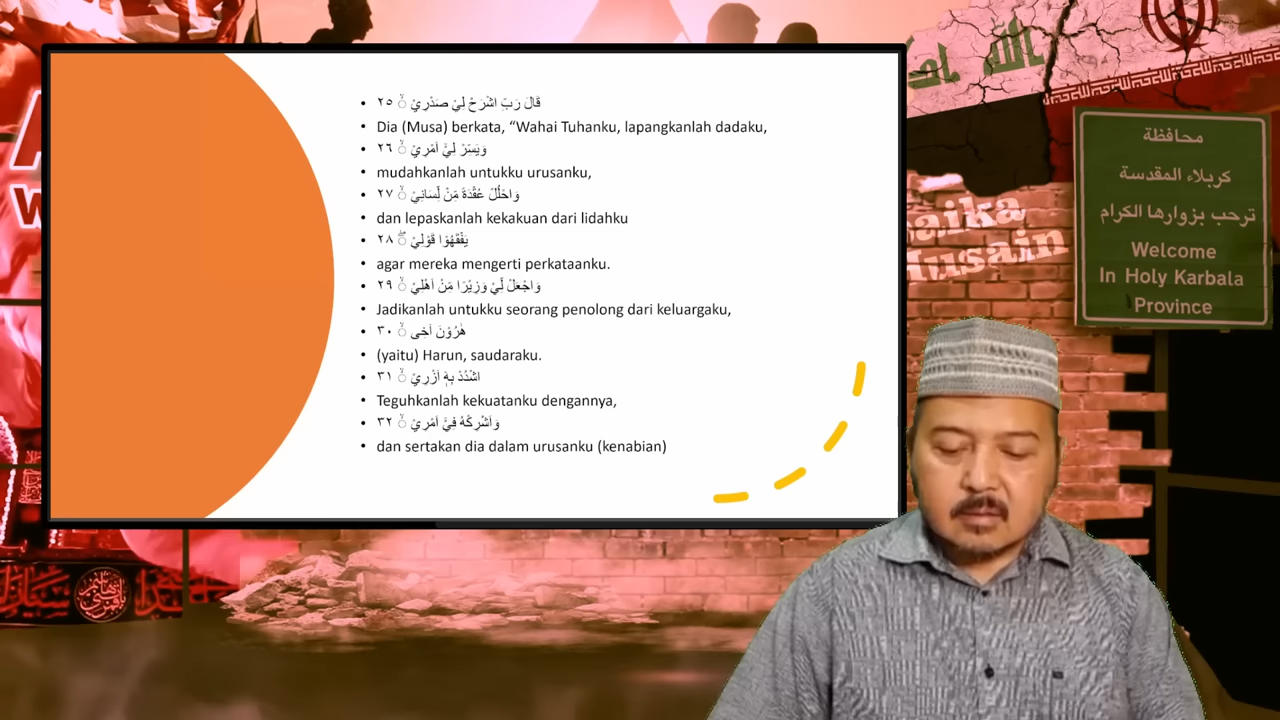 قَالَ رَبِّ اشْرَحْ لِيْ صَدْرِيْ ۙ ٢٥
Dia (Musa) berkata, “Wahai Tuhanku, lapangkanlah dadaku,
وَيَسِّرْ لِيْٓ اَمْرِيْ ۙ ٢٦
mudahkanlah untukku urusanku,
وَاحْلُلْ عُقْدَةً مِّنْ لِّسَانِيْ ۙ ٢٧
dan lepaskanlah kekakuan dari lidahku
يَفْقَهُوْا قَوْلِيْ ۖ ٢٨
agar mereka mengerti perkataanku.
وَاجْعَلْ لِّيْ وَزِيْرًا مِّنْ اَهْلِيْ ۙ ٢٩
Jadikanlah untukku seorang penolong dari keluargaku,
هٰرُوْنَ اَخِى ۙ ٣٠
(yaitu) Harun, saudaraku.
اشْدُدْ بِهٖٓ اَزْرِيْ ۙ ٣١
Teguhkanlah kekuatanku dengannya,
وَاَشْرِكْهُ فِيْٓ اَمْرِيْ ۙ ٣٢
dan sertakan dia dalam urusanku (kenabian)
محافظة
كربلاء المقدسة
ترحب بزوارها الكرام
Welcome
In Holy Karbala
Province
الله